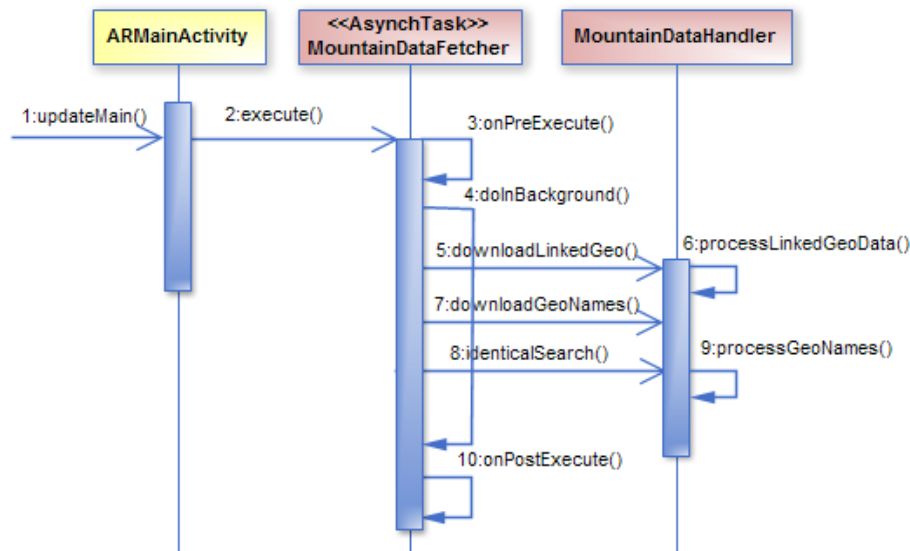 ARMainActivity
<<AsynchTask>>
MountainDataFetcher
MountainDataHandler
1:updateMain()
2:execute()
3:onPreExecute()
4:doInBackground()
5:downloadLinkedGeo()
6:processLinkedGeoData()
7:downloadGeoNames()
8:identicalSearch()
9:processGeoNames()
10:onPostExecute()